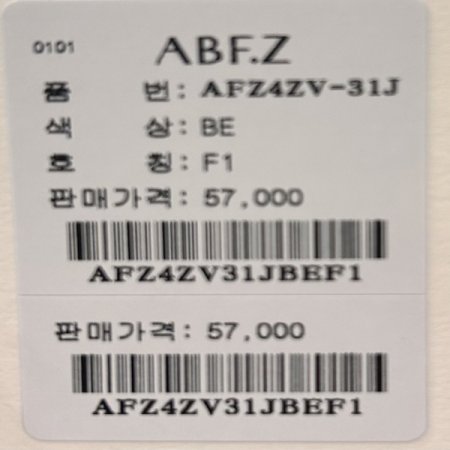 0101 ABF.Z
품 번: AFZ4ZV-31J
색 상: BE
호 칭: F1
판매가격: 57,000
AFZ4ZV31JBEF1
판매가격: 57,000
AFZ4ZV31JBEF1